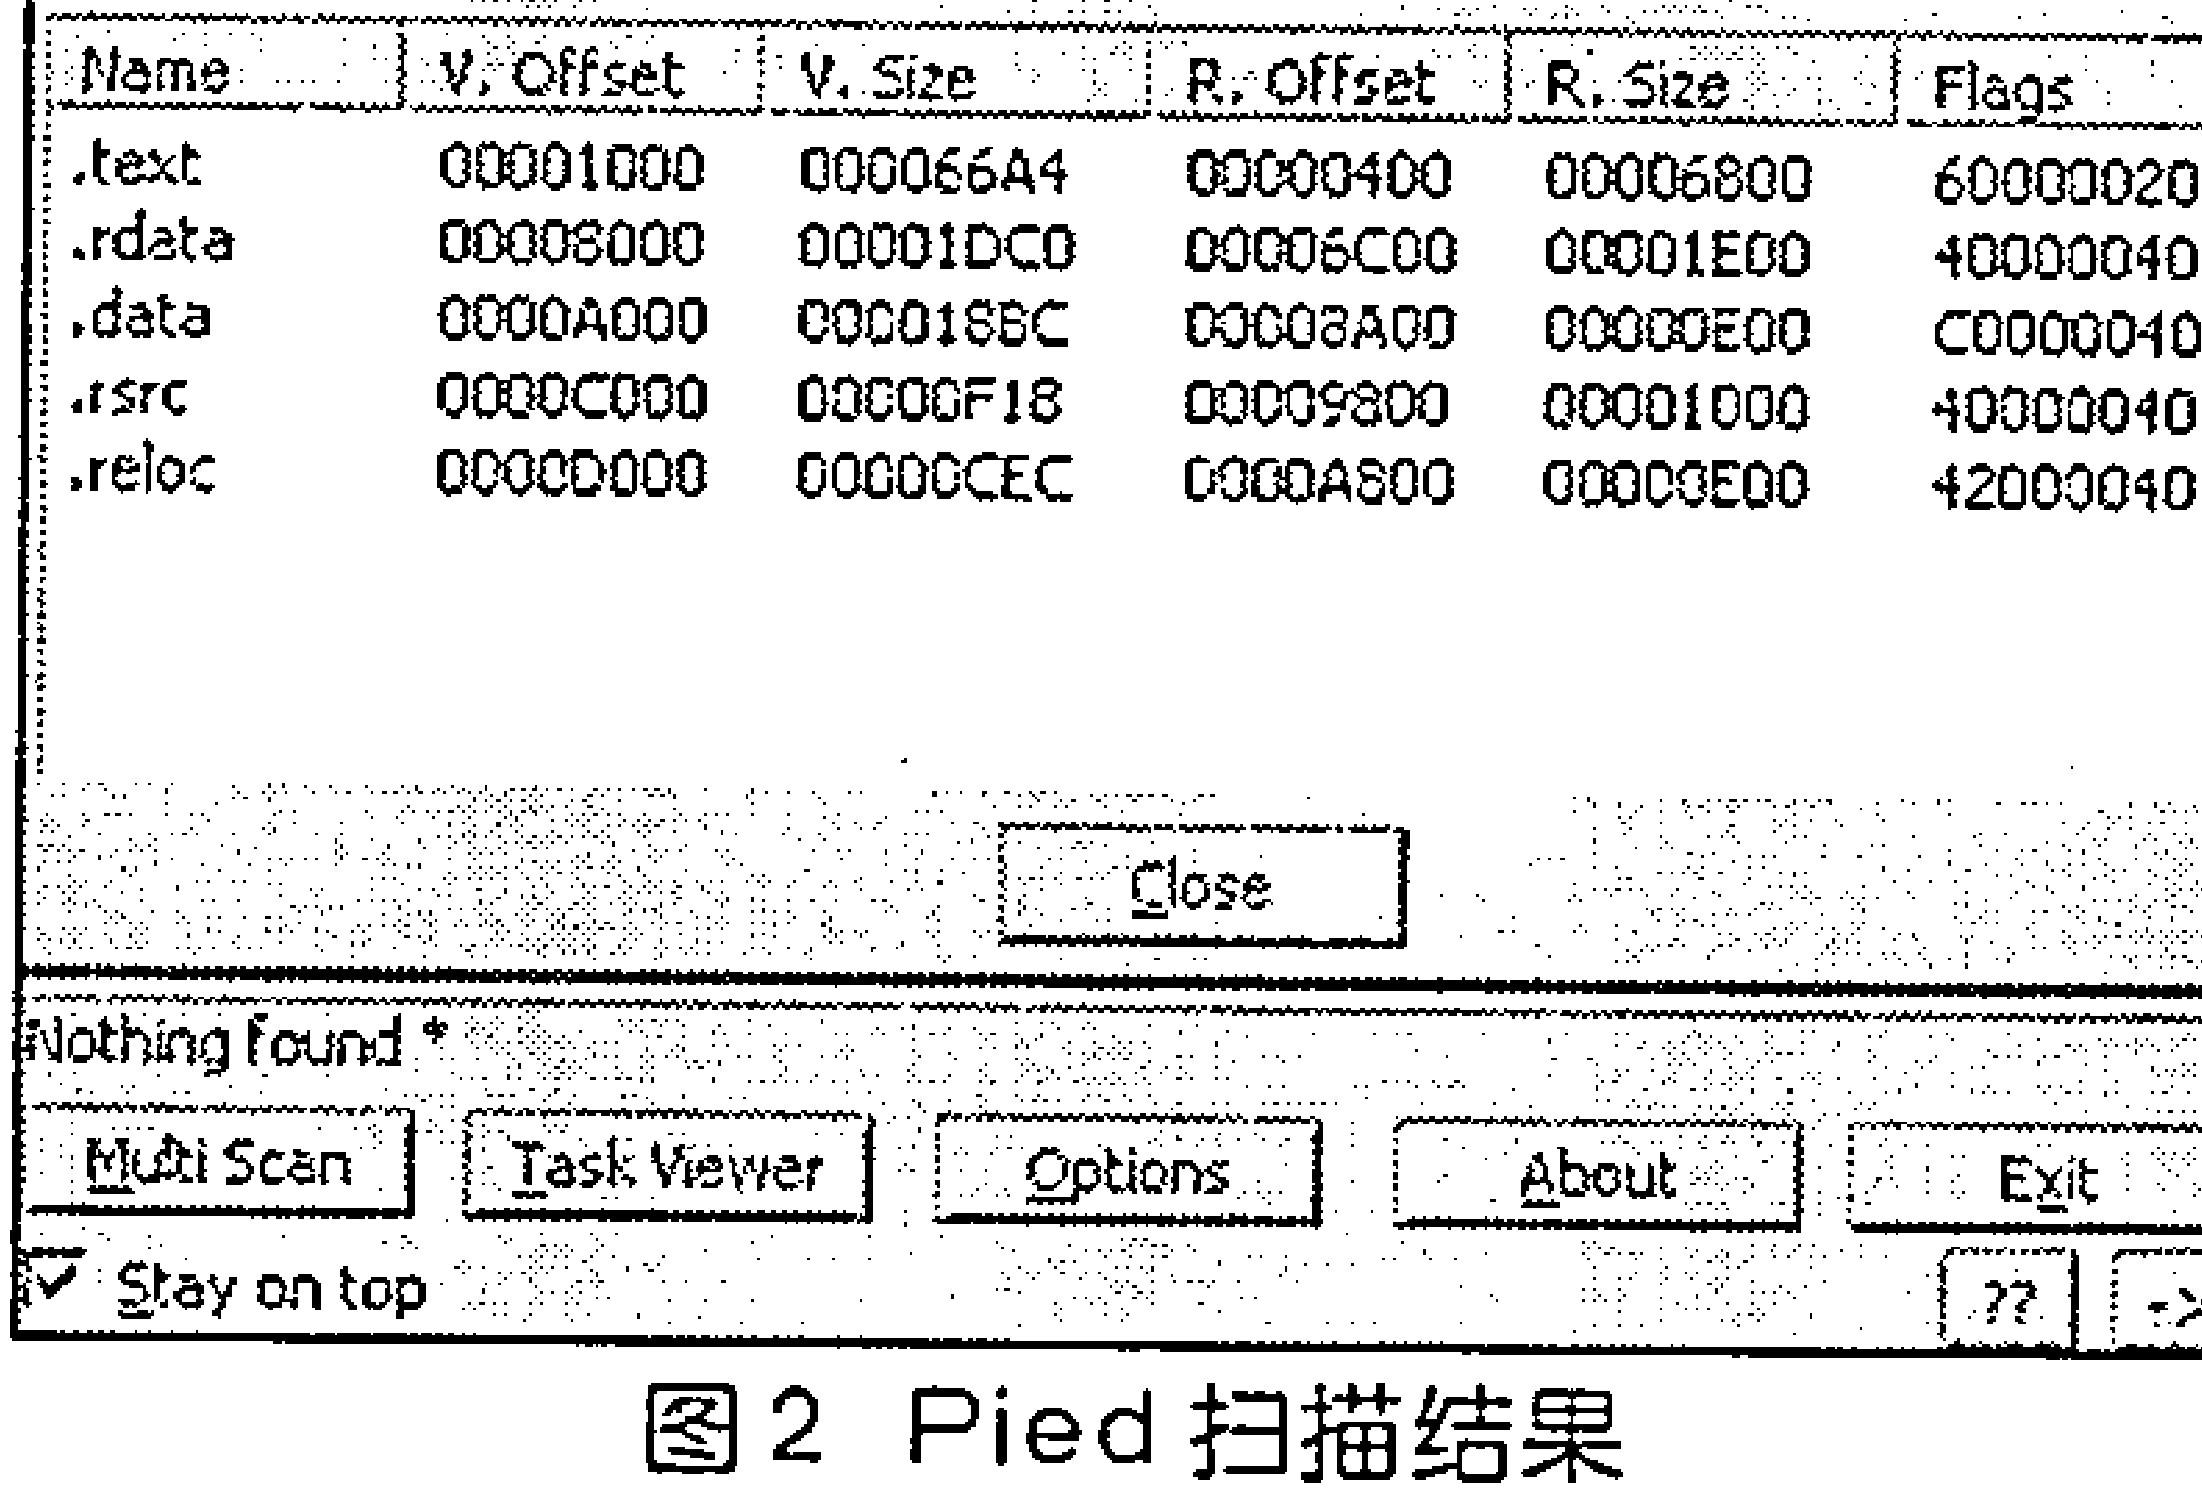 Name V. Offset V. Size R. Offset R. Size Flags
.text 00001000 000066A4 00000400 00006800 60000020
.rdata 00008000 00001DC0 00006C00 00001E00 40000040
.data 0000A000 000018BC 00008A00 00000E00 C0000040
.rsrc 0000C000 00000F18 00009800 00001000 40000040
.reloc 0000D000 00000CEC 0000A800 00000E00 42000040
Close
Nothing found *
Multi Scan Task Viewer Options About Exit
Stay on top ?? ->
图2 Pied 扫描结果